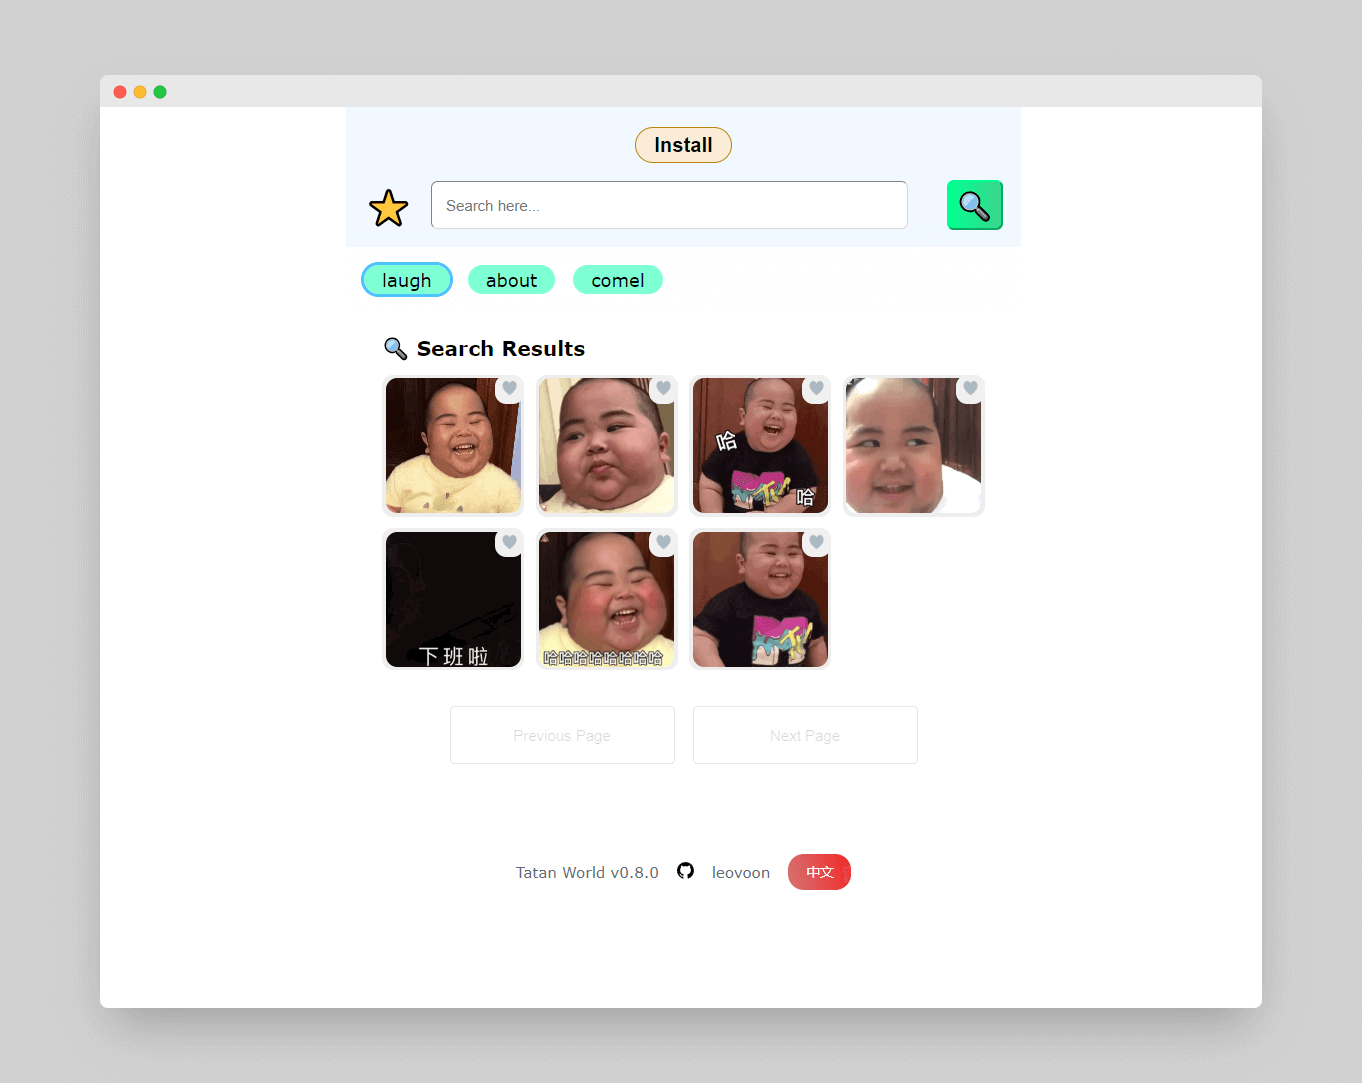 Install
Search here...
laugh
about
comel
Search Results
哈
哈
下班啦
哈哈哈哈哈哈哈哈
Previous Page
Next Page
Tatan World v0.8.0
leovoon
中文